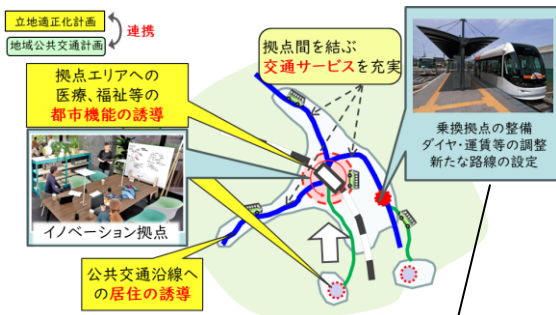 立地適正化計画
地域公共交通計画
連携
拠点間を結ぶ
交通サービスを充実
拠点エリアへの
医療、福祉等の
都市機能の誘導
乗換拠点の整備
ダイヤ・運賃等の調整
新たな路線の設定
イノベーション拠点
公共交通沿線へ
の居住の誘導